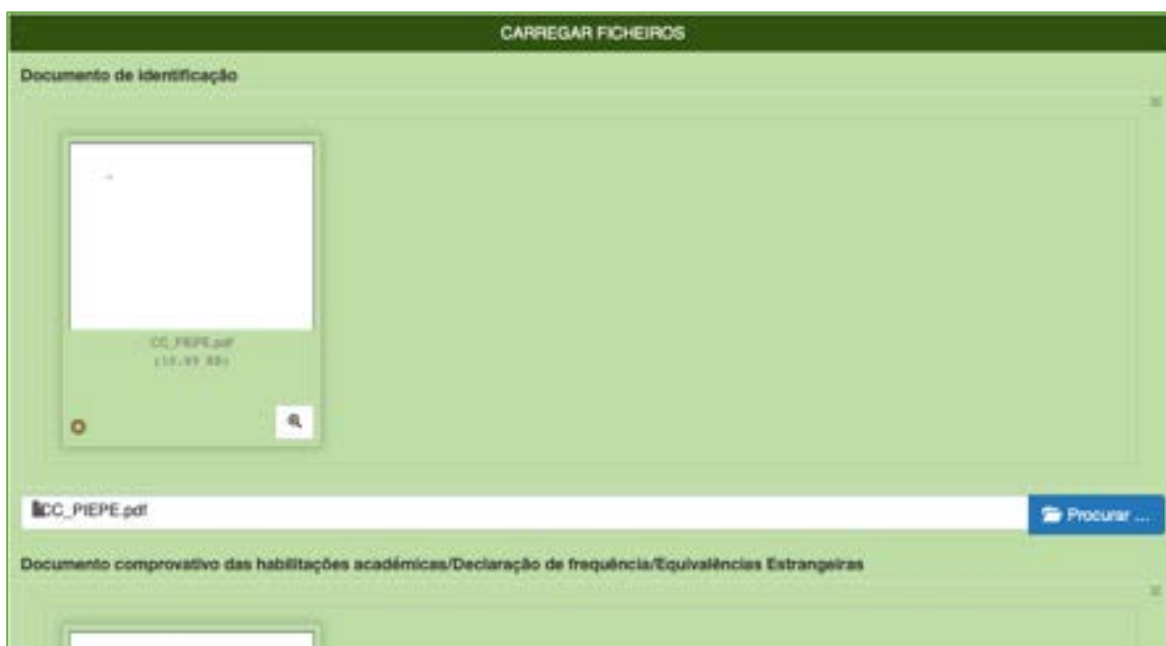 CARREGAR FICHEIROS
Documento de identificação
CC_PIEPE.pdf
CC_PIEPE.pdf
Procurar ...
Documento comprovativo das habilitações académicas/Declaração de frequência/Equivalências Estrangeiras